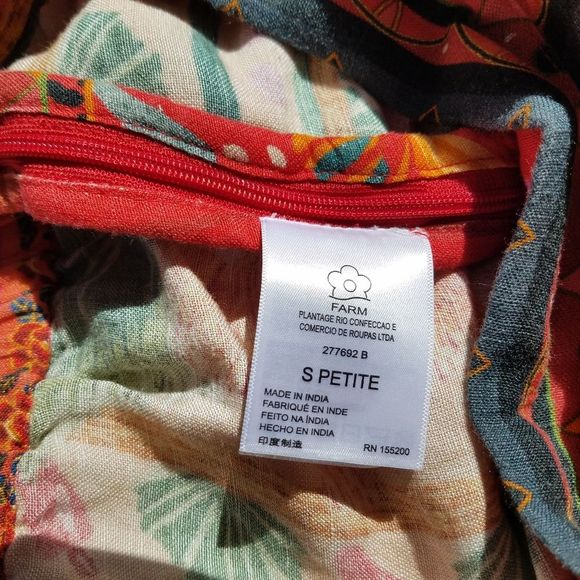 FARM
PLANTAGE RIO CONFECCAO E
COMERCIO DE ROUPAS LTDA
277692 B
S PETITE
MADE IN INDIA
FABRIQUÉ EN INDE
FEITO NA ÍNDIA
HECHO EN INDIA
印度制造 RN 155200